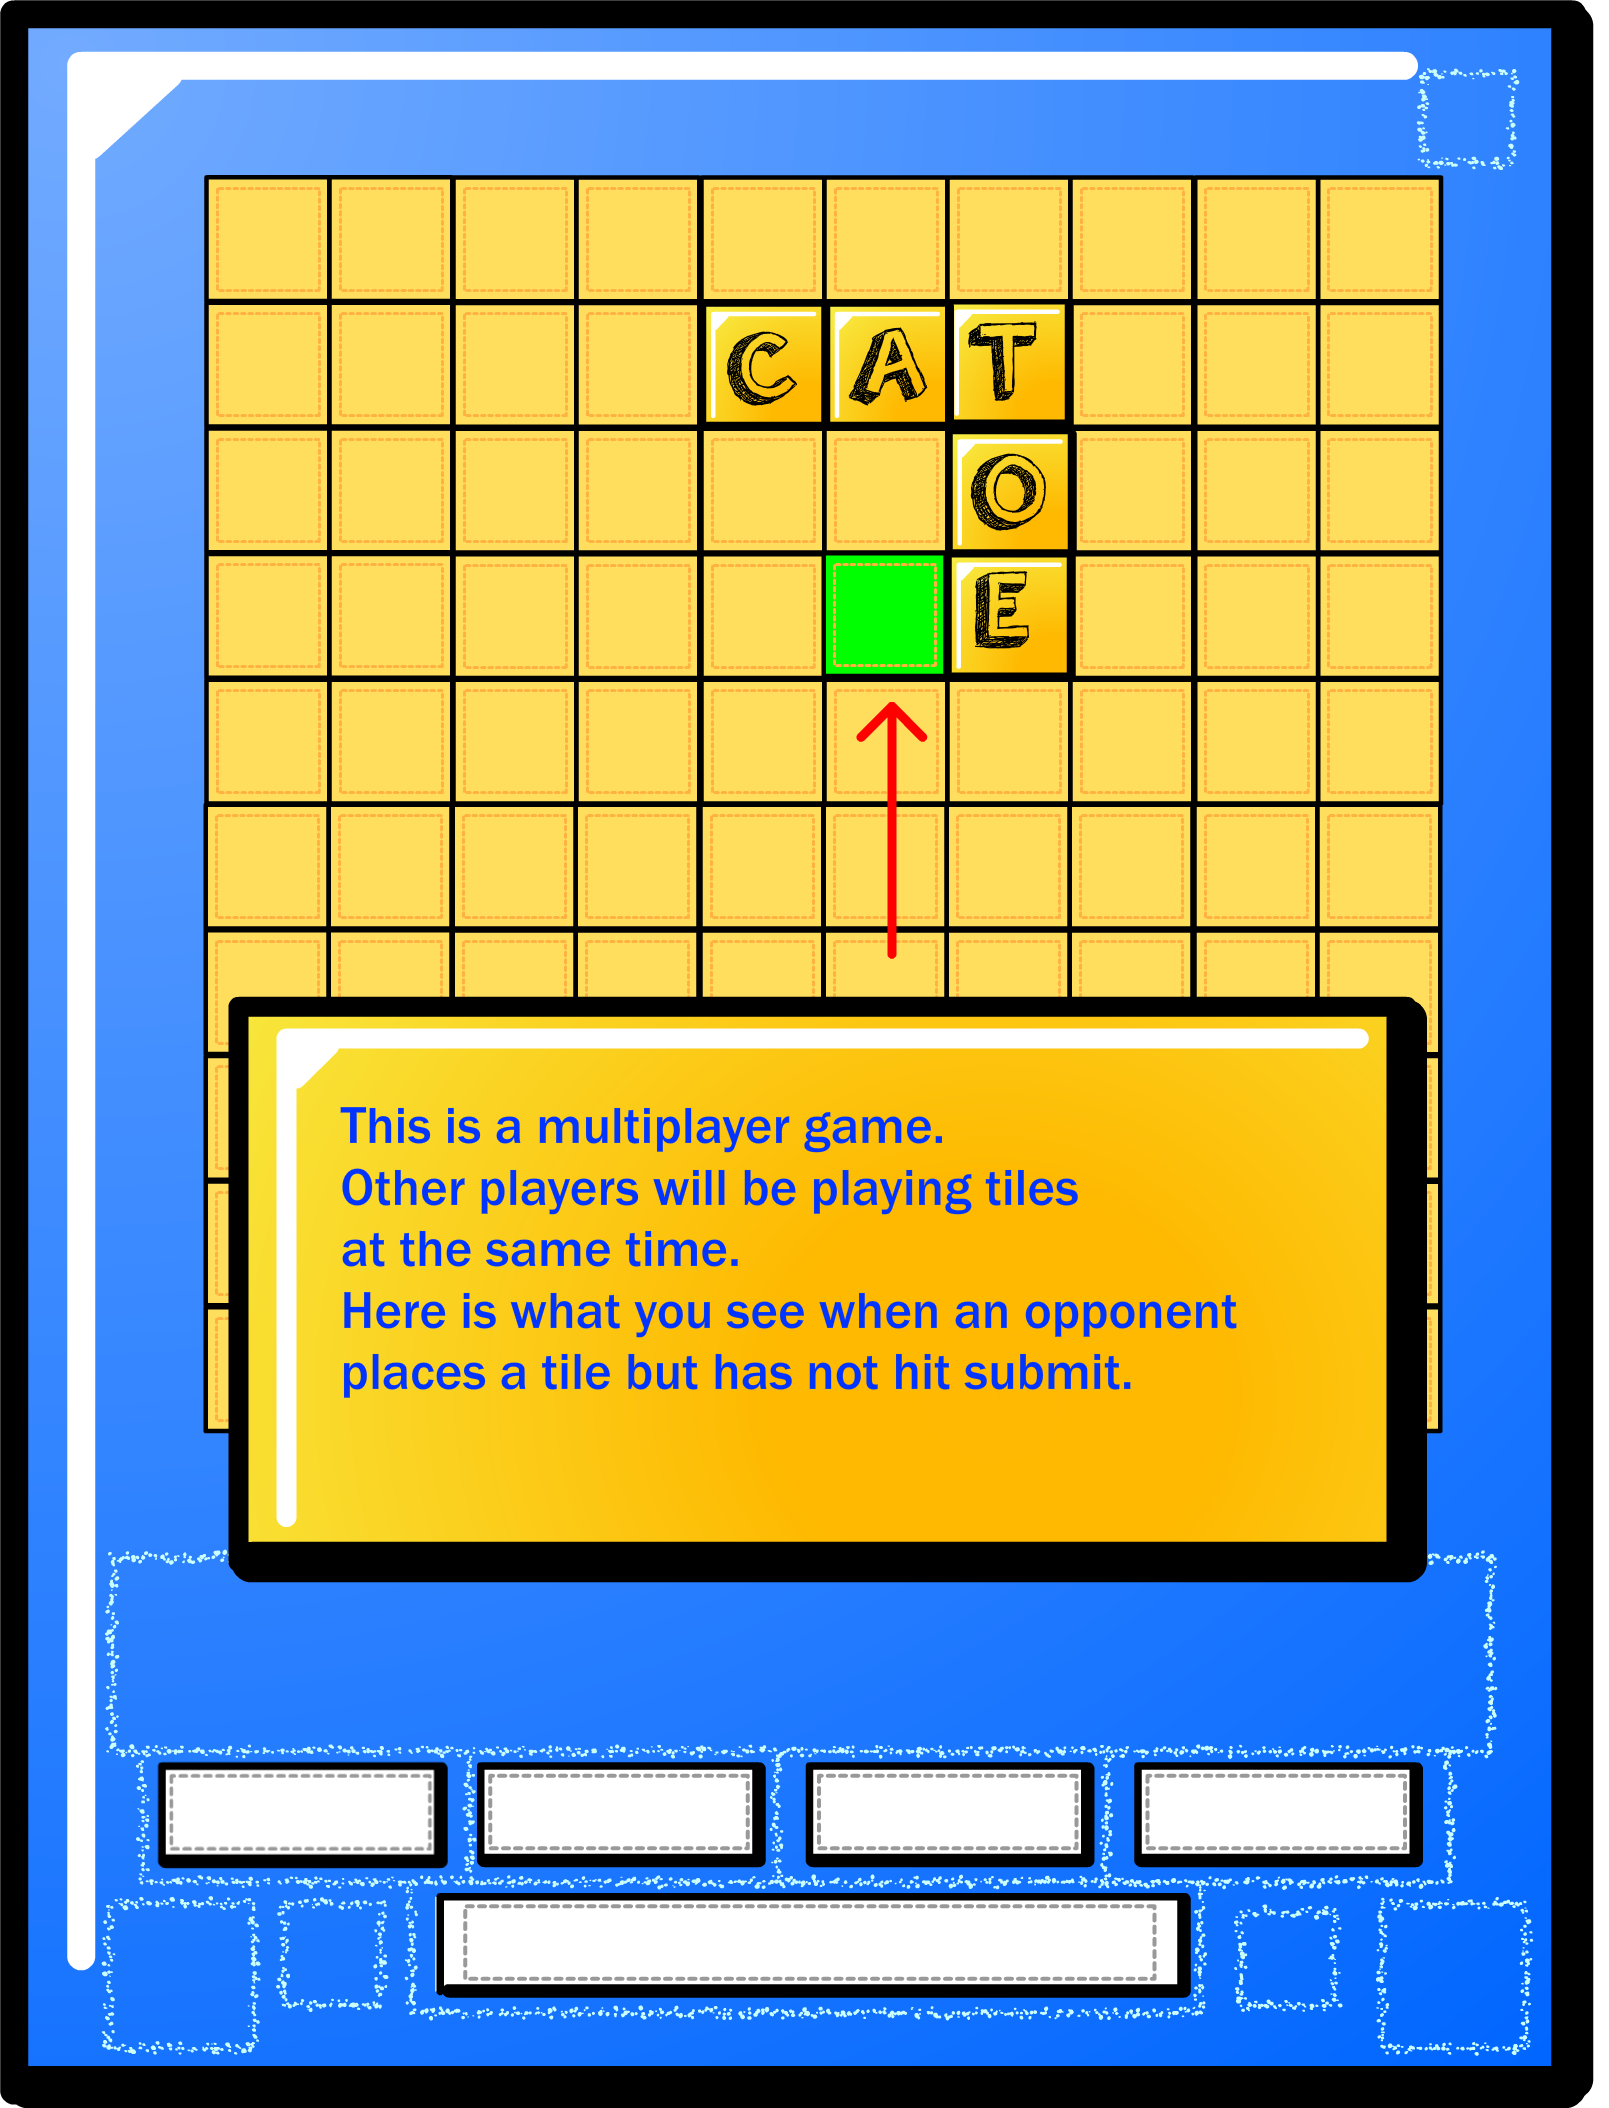 CAT
O
E
This is a multiplayer game.
Other players will be playing tiles
at the same time.
Here is what you see when an opponent
places a tile but has not hit submit.